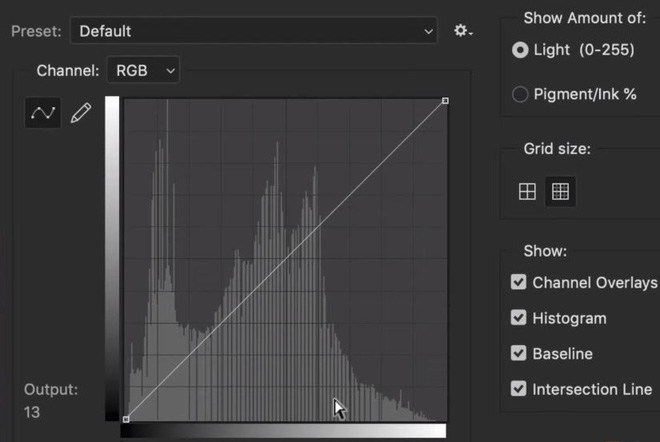 Preset: Default
Channel: RGB
Output:
13
Show Amount of:
Light (0-255)
Pigment/Ink %
Grid size:
Show:
Channel Overlays
Histogram
Baseline
Intersection Line